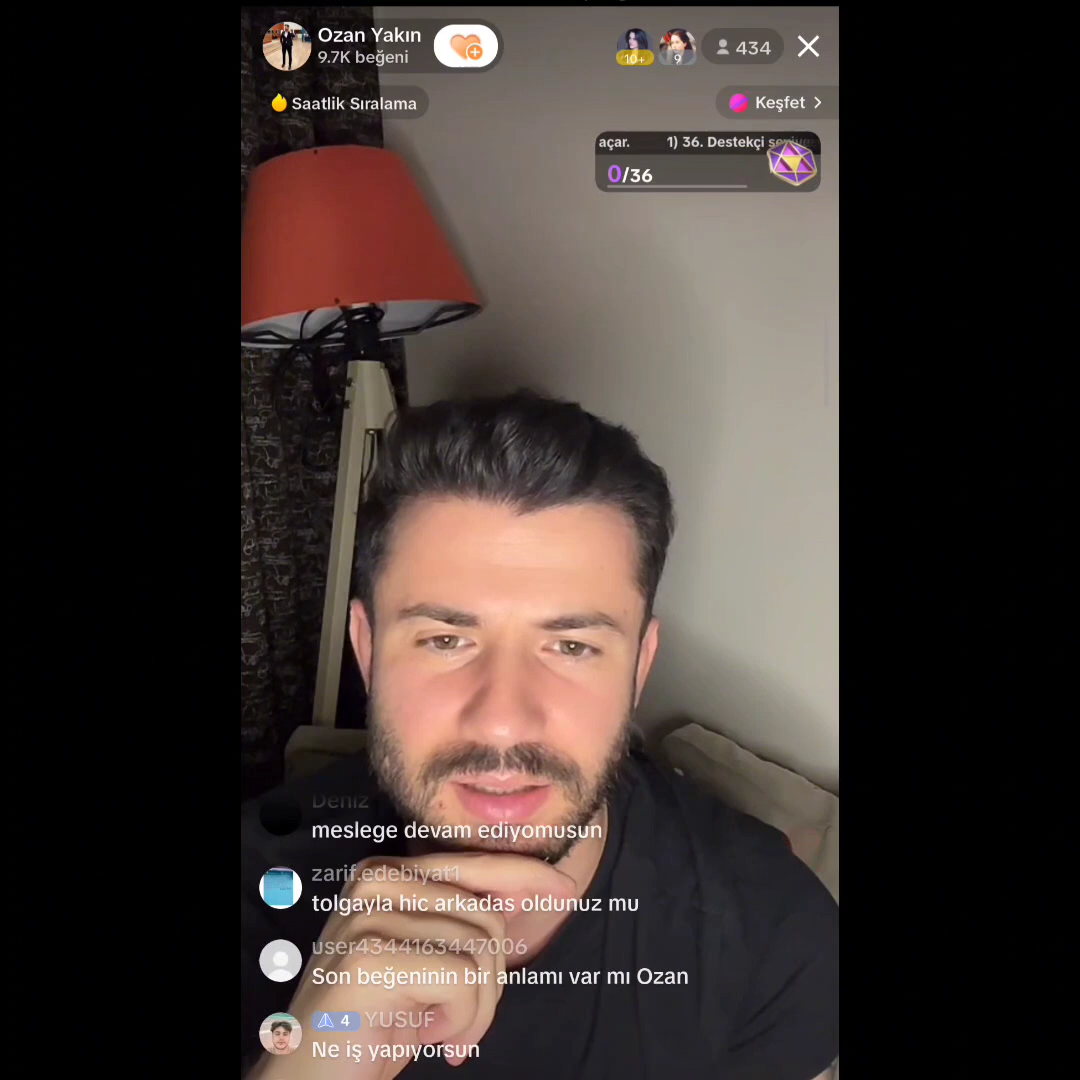 Ozan Yakın
9.7K beğeni
10+
9
434
Saatlik Sıralama
Keşfet
açar. 1) 36. Destekçi
0/36
Deniz
meslege devam ediyomusun
zarif.edebiyat1
tolgayla hic arkadas oldunuz mu
user4344163447006
Son beğeninin bir anlamı var mı Ozan
4 YUSUF
Ne iş yapıyorsun